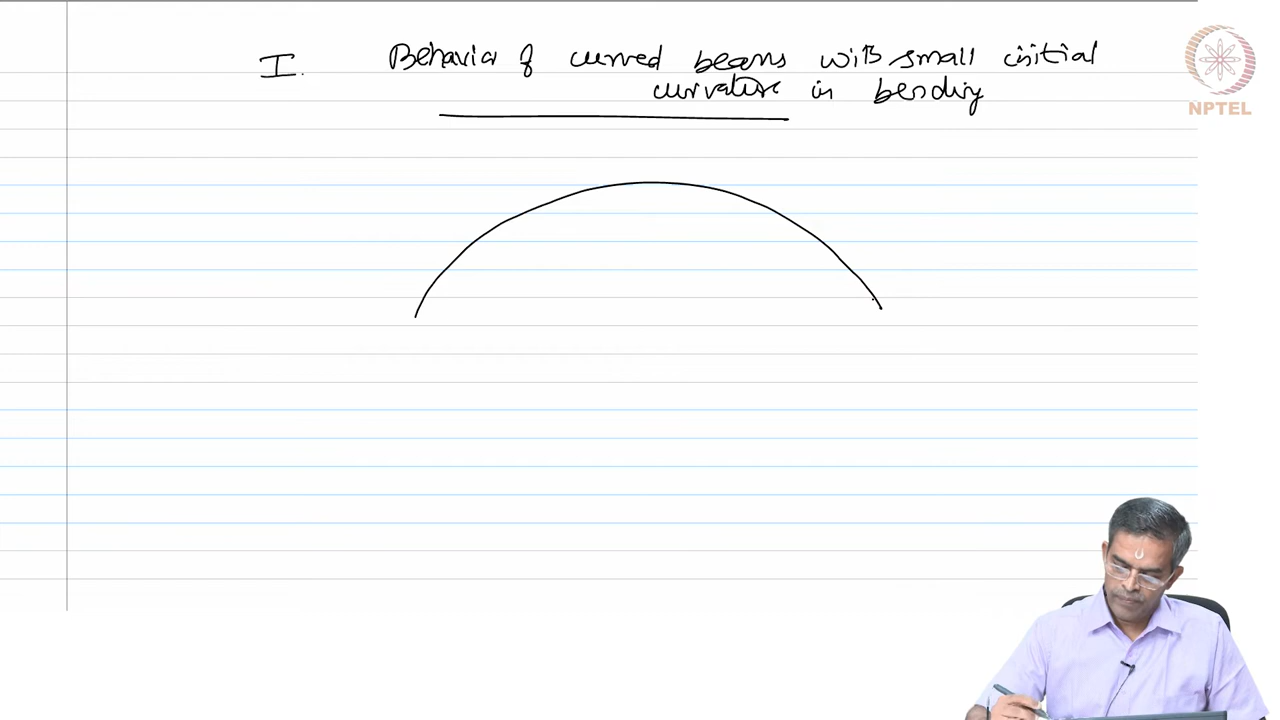 I. Behavior of curved beams with small initial
curvature in bending
NPTEL